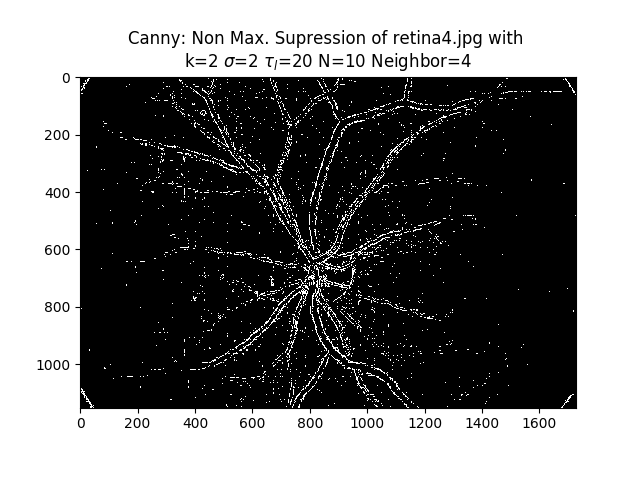 Canny: Non Max. Supression of retina4.jpg with
k=2 σ=2 τₗ=20 N=10 Neighbor=4
0
200
400
600
800
1000
0 200 400 600 800 1000 1200 1400 1600